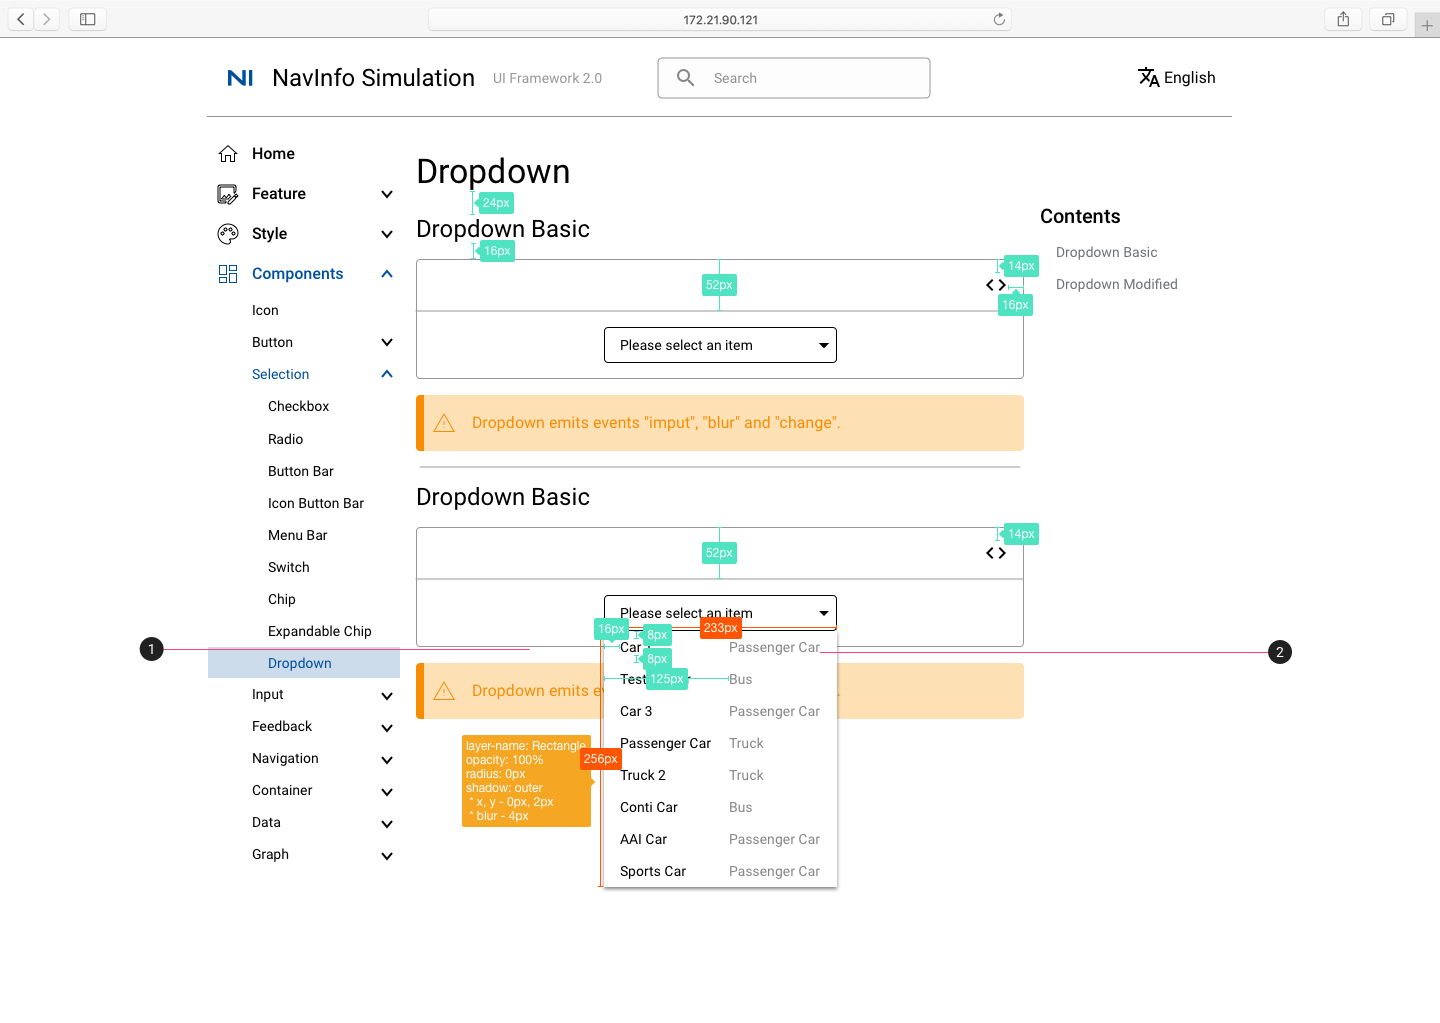 172.21.90.121
NI NavInfo Simulation UI Framework 2.0 Search English
Home
Feature
Style
Components
Icon
Button
Selection
Checkbox
Radio
Button Bar
Icon Button Bar
Menu Bar
Switch
Chip
Expandable Chip
Dropdown
Input
Feedback
Navigation
Container
Data
Graph
Dropdown
24px
Dropdown Basic
16px
14px
52px
16px
Please select an item
Dropdown emits events "imput", "blur" and "change".
Dropdown Basic
14px
52px
Please select an item
233px
16px
8px
1
2
Car Passenger Car
8px
125px
Bus
Car 3 Passenger Car
Passenger Car Truck
Truck 2 Truck
Conti Car Bus
AAI Car Passenger Car
Sports Car Passenger Car
Dropdown emits
layer-name: Rectangle
opacity: 100%
radius: 0px
shadow: outer
* x, y - 0px, 2px
* blur - 4px
256px
Contents
Dropdown Basic
Dropdown Modified